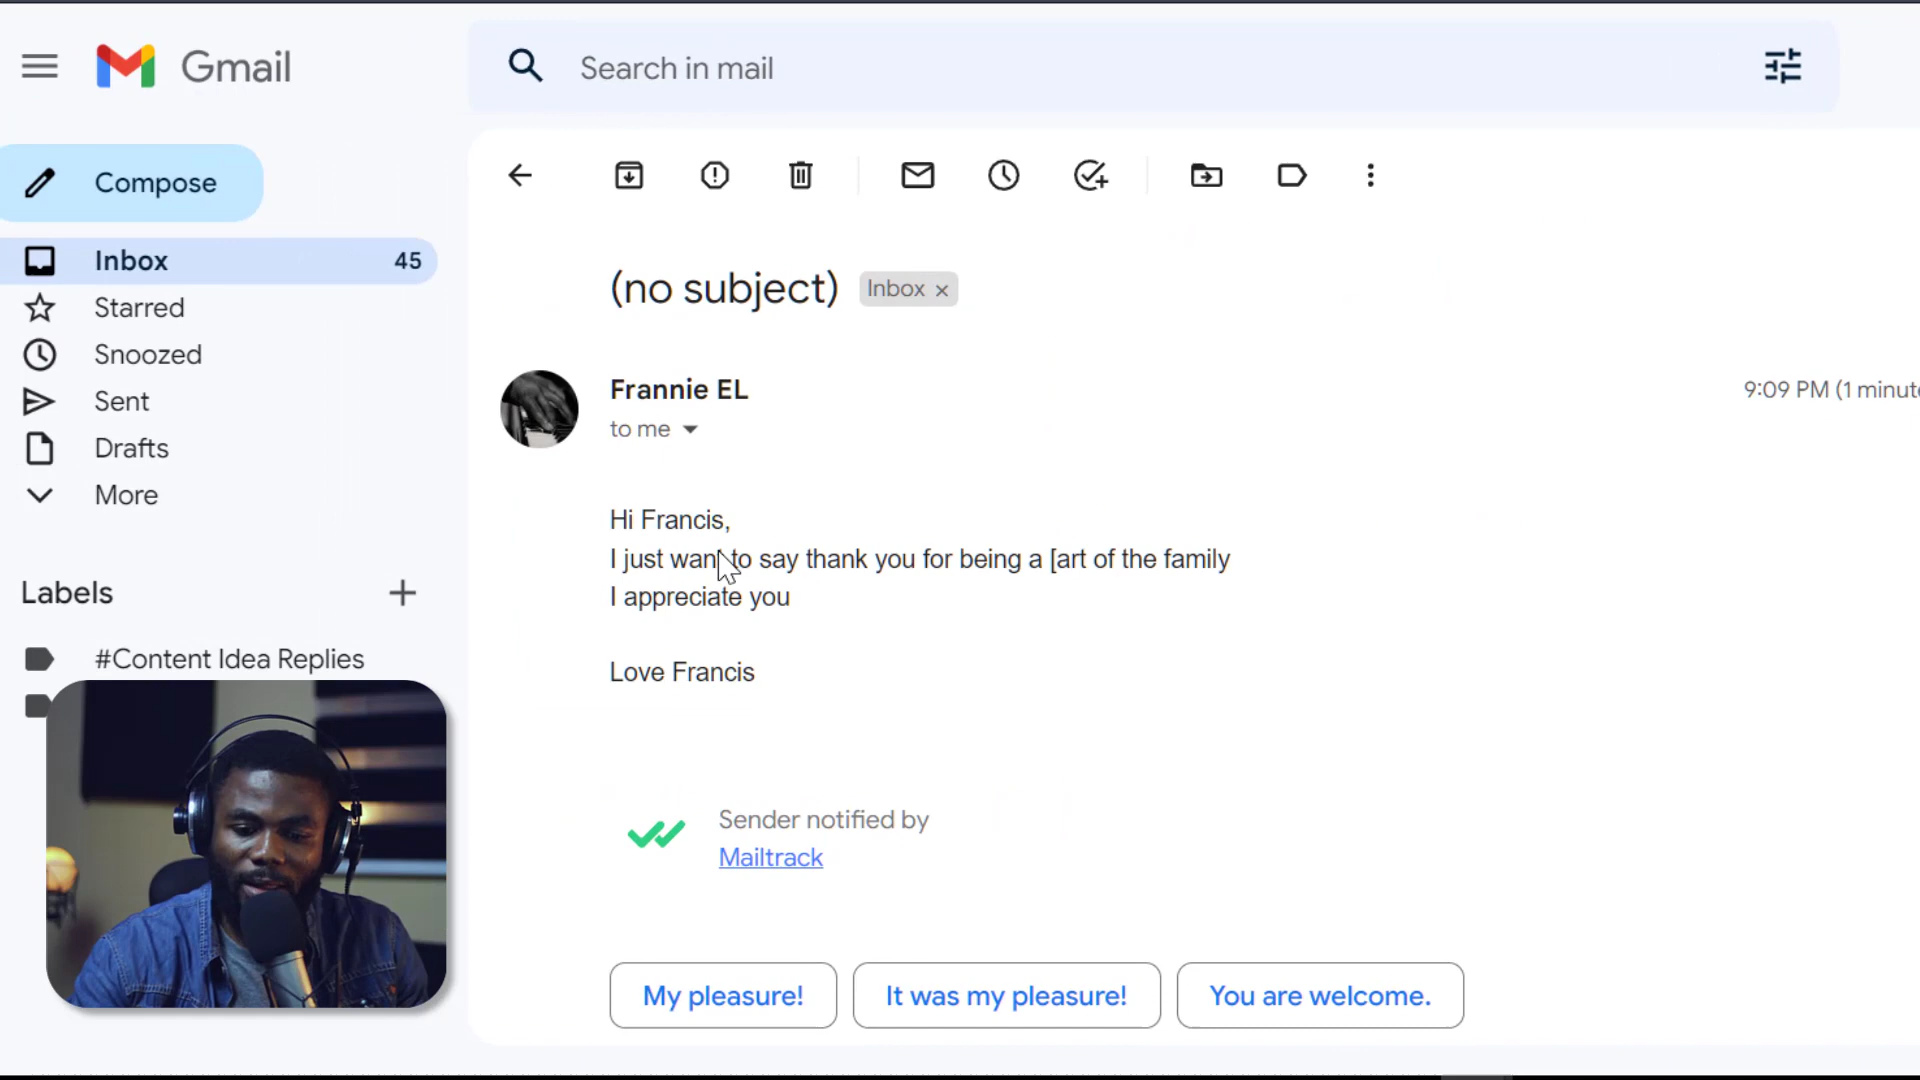 Gmail
Search in mail
Compose
Inbox 45
Starred
Snoozed
Sent
Drafts
More
Labels
#Content Idea Replies
(no subject) Inbox ×
Frannie EL
9:09 PM (1 minute
to me
Hi Francis,
I just want to say thank you for being a [art of the family
I appreciate you
Love Francis
Sender notified by
Mailtrack
My pleasure!
It was my pleasure!
You are welcome.